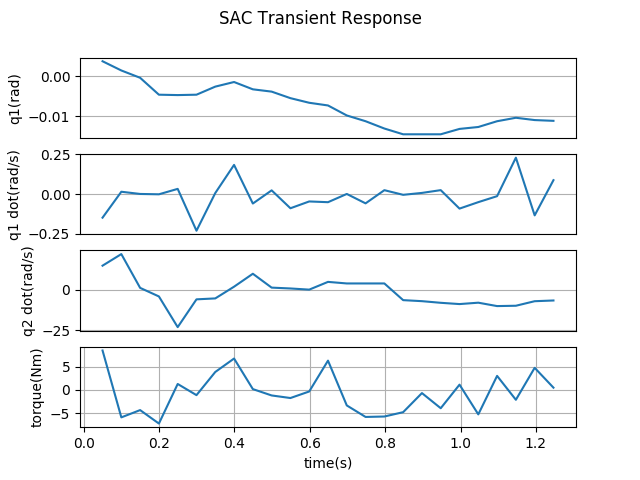 SAC Transient Response
q1(rad)
0.00
−0.01
q1 dot(rad/s)
0.25
0.00
−0.25
q2 dot(rad/s)
0
−25
torque(Nm)
5
0
−5
0.0 0.2 0.4 0.6 0.8 1.0 1.2
time(s)